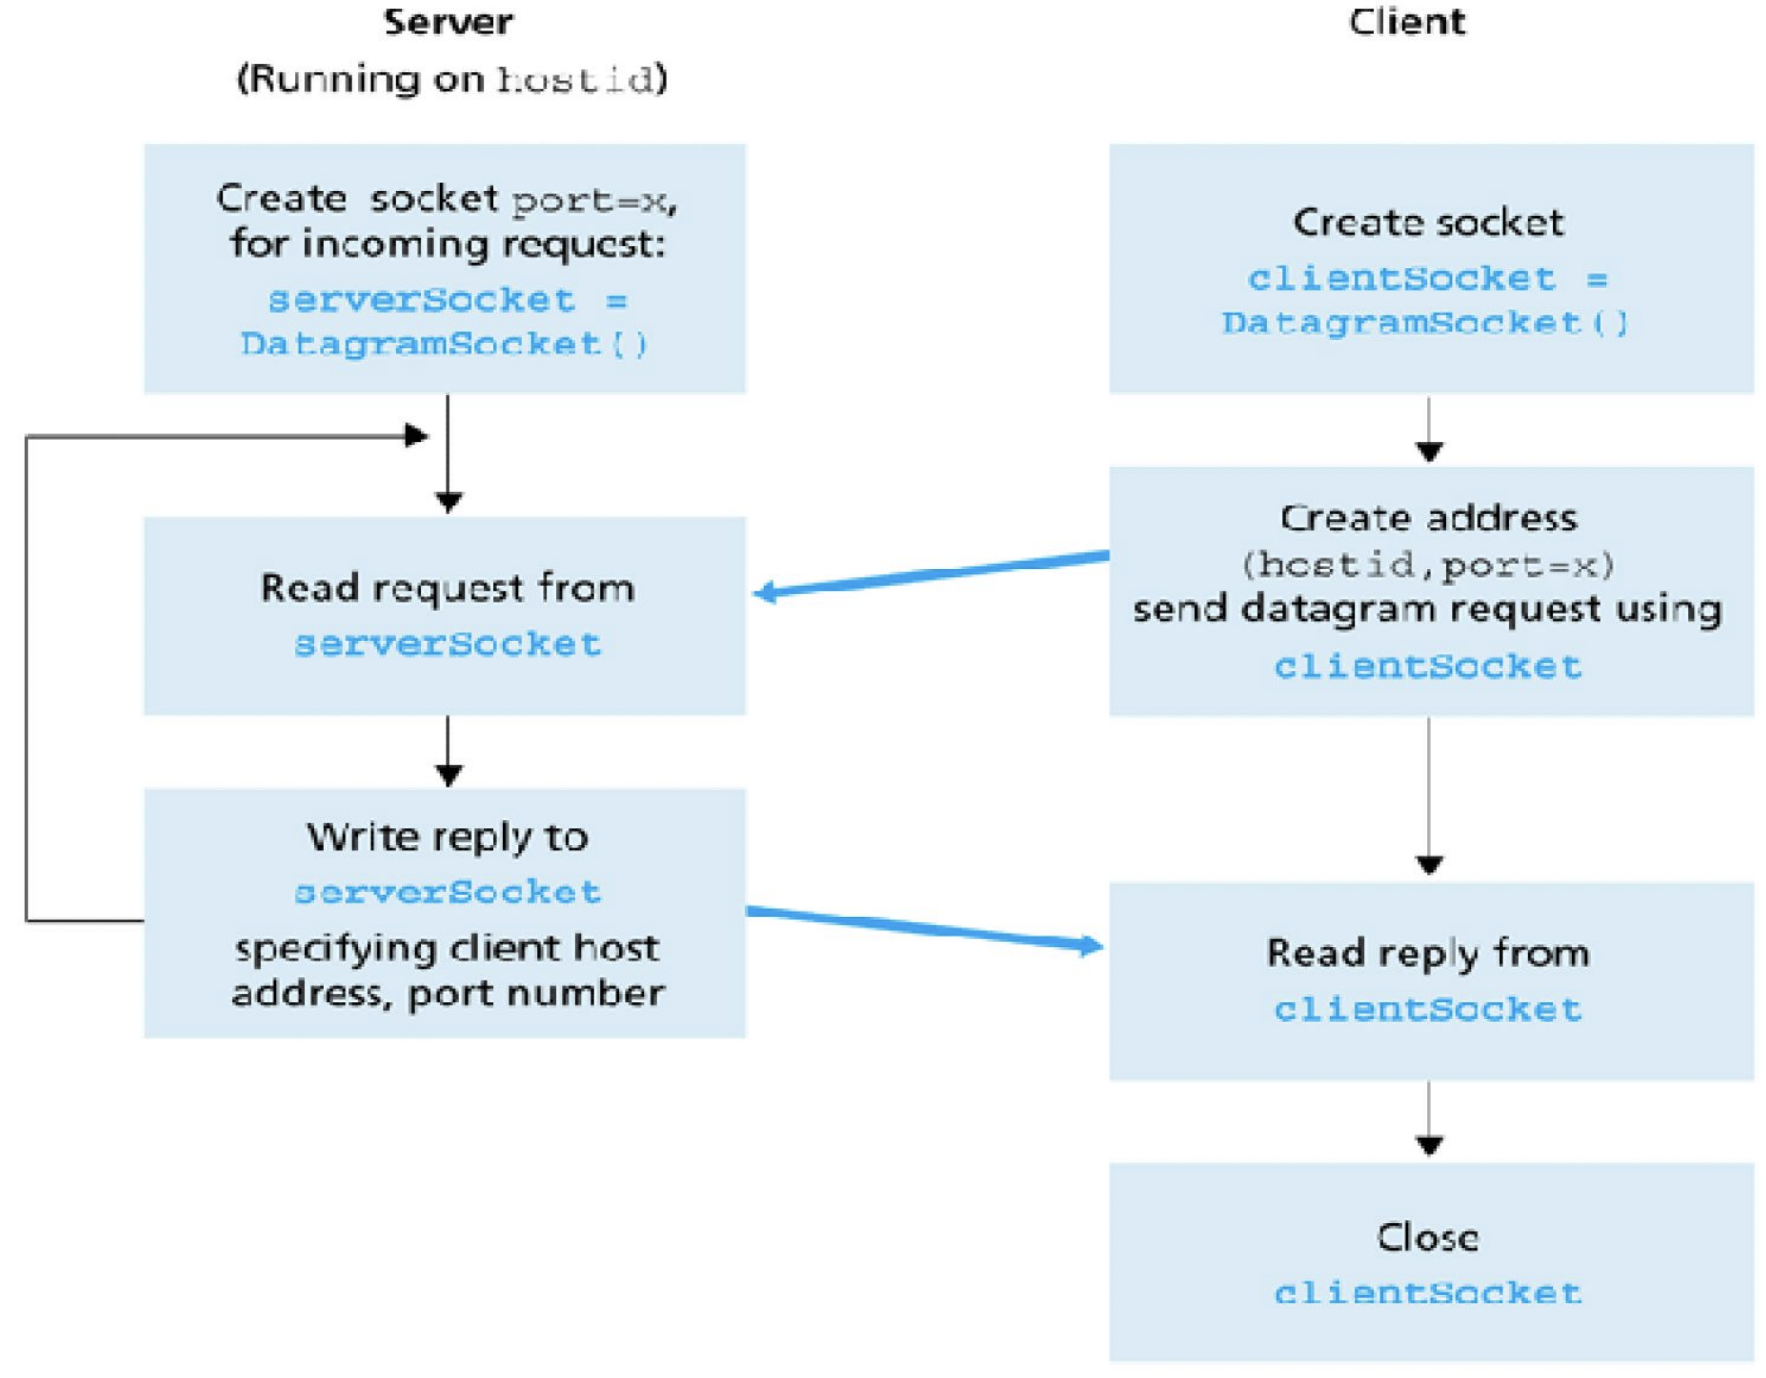 Server
(Running on hostid)
Create socket port=x,
for incoming request:
serverSocket =
DatagramSocket()
Read request from
serverSocket
Write reply to
serverSocket
specifying client host
address, port number
Client
Create socket
clientSocket =
DatagramSocket()
Create address
(hostid,port=x)
send datagram request using
clientSocket
Read reply from
clientSocket
Close
clientSocket